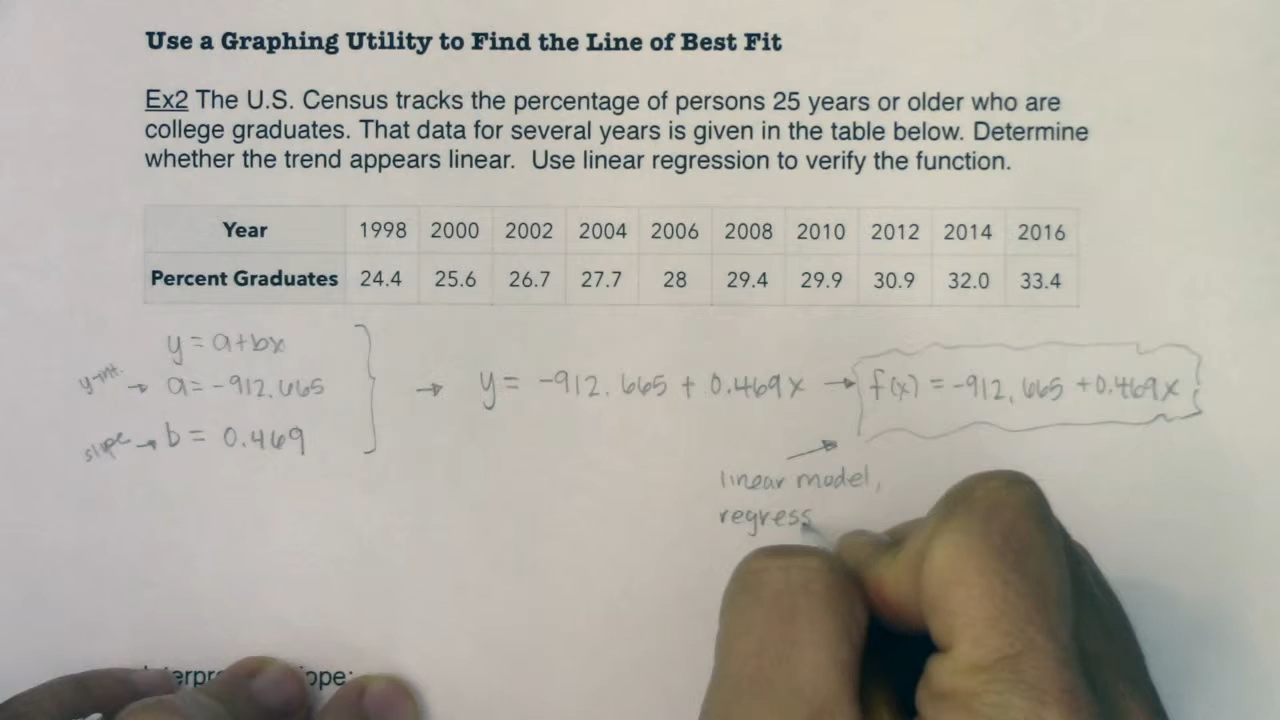 Use a Graphing Utility to Find the Line of Best Fit
Ex2 The U.S. Census tracks the percentage of persons 25 years or older who are
college graduates. That data for several years is given in the table below. Determine
whether the trend appears linear. Use linear regression to verify the function.
Year 1998 2000 2002 2004 2006 2008 2010 2012 2014 2016
Percent Graduates 24.4 25.6 26.7 27.7 28 29.4 29.9 30.9 32.0 33.4
y = a+bx
y-int. → a = -912.665
slope → b = 0.469
→ y = -912.665 + 0.469x → f(x) = -912.665 + 0.469x
linear model,
regress